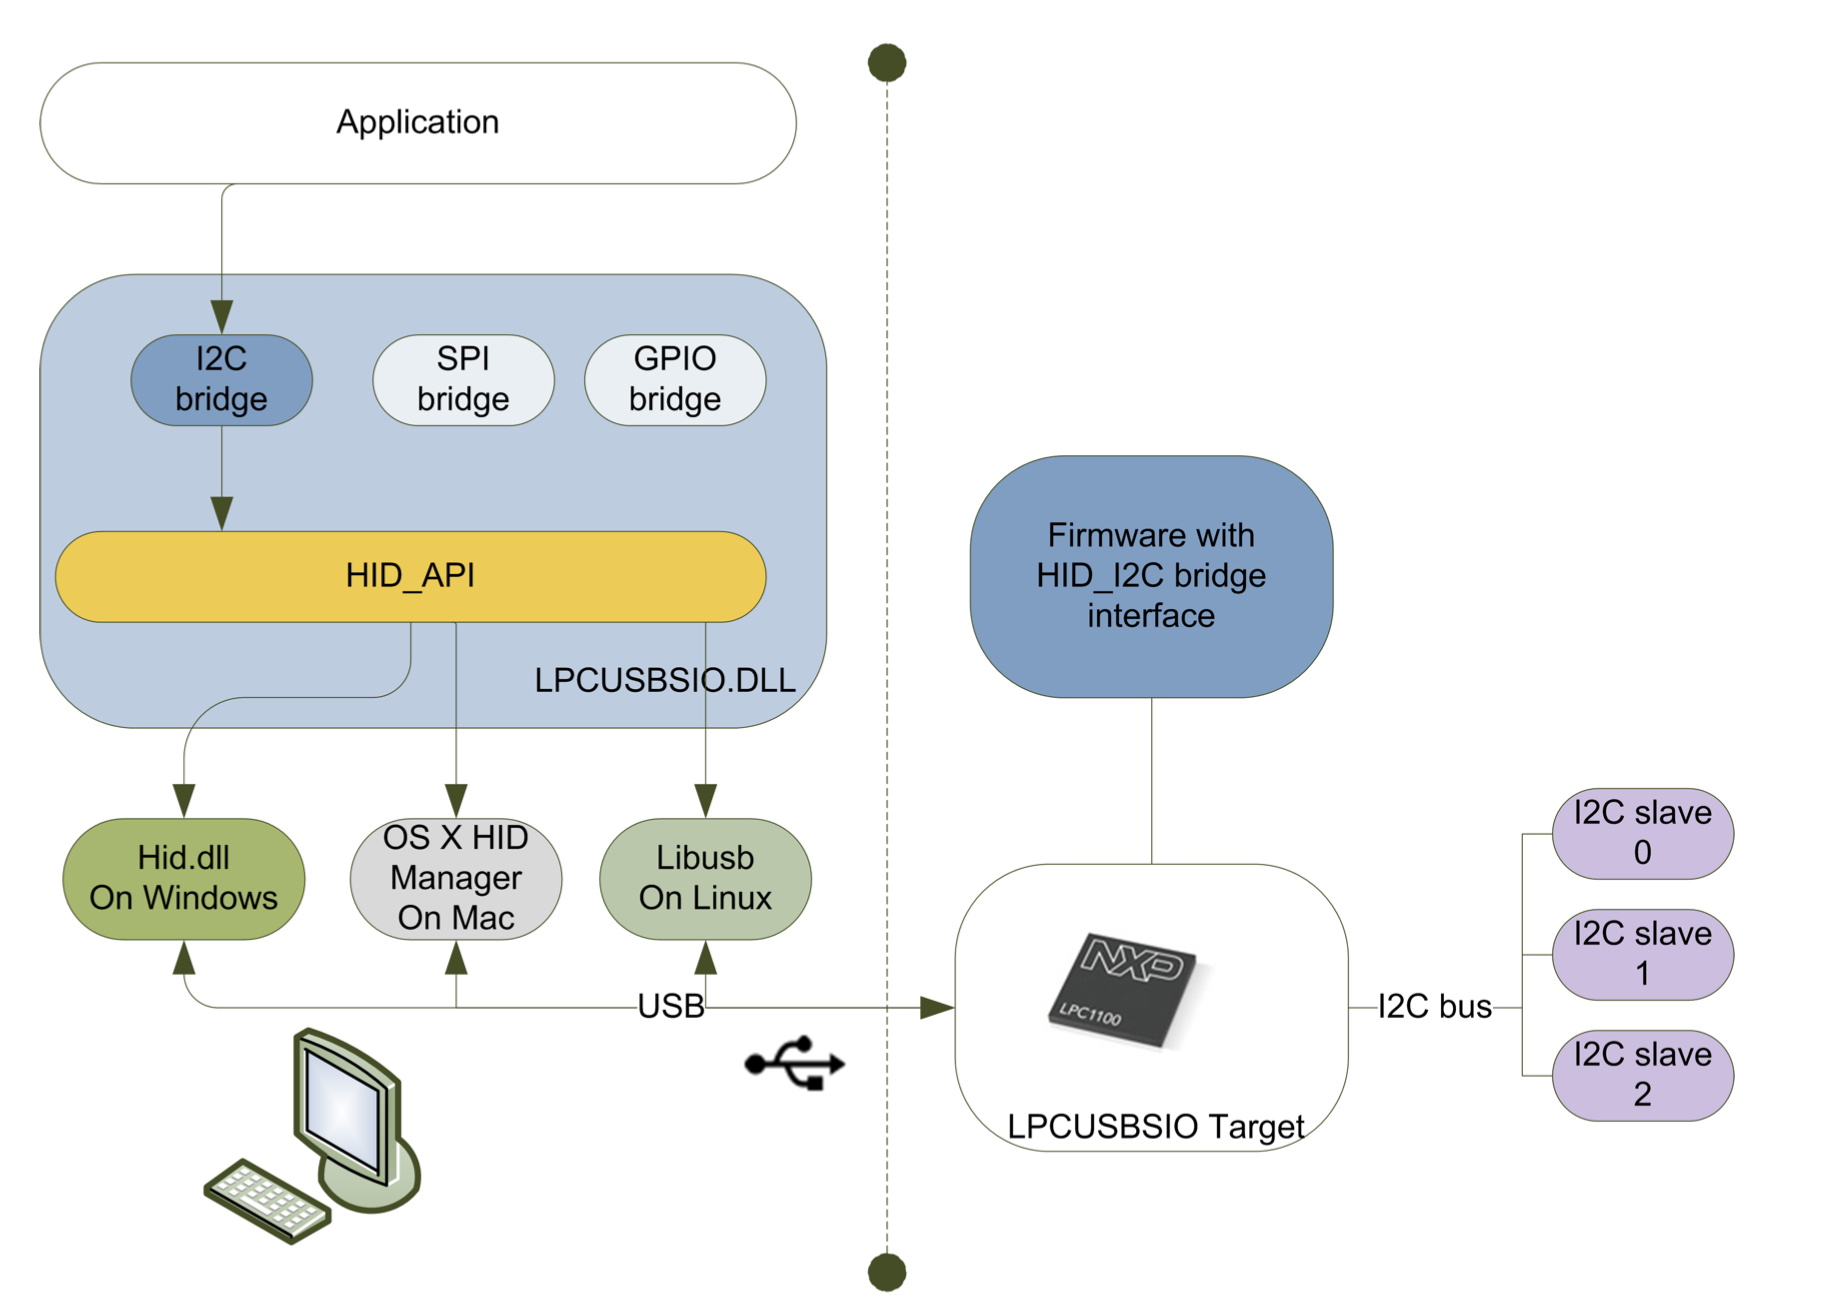 Application
I2C
bridge
SPI
bridge
GPIO
bridge
HID_API
LPCUSBSIO.DLL
Hid.dll
On Windows
OS X HID
Manager
On Mac
Libusb
On Linux
USB
Firmware with
HID_I2C bridge
interface
NXP
LPC1100
LPCUSBSIO Target
I2C bus
I2C slave
0
I2C slave
1
I2C slave
2